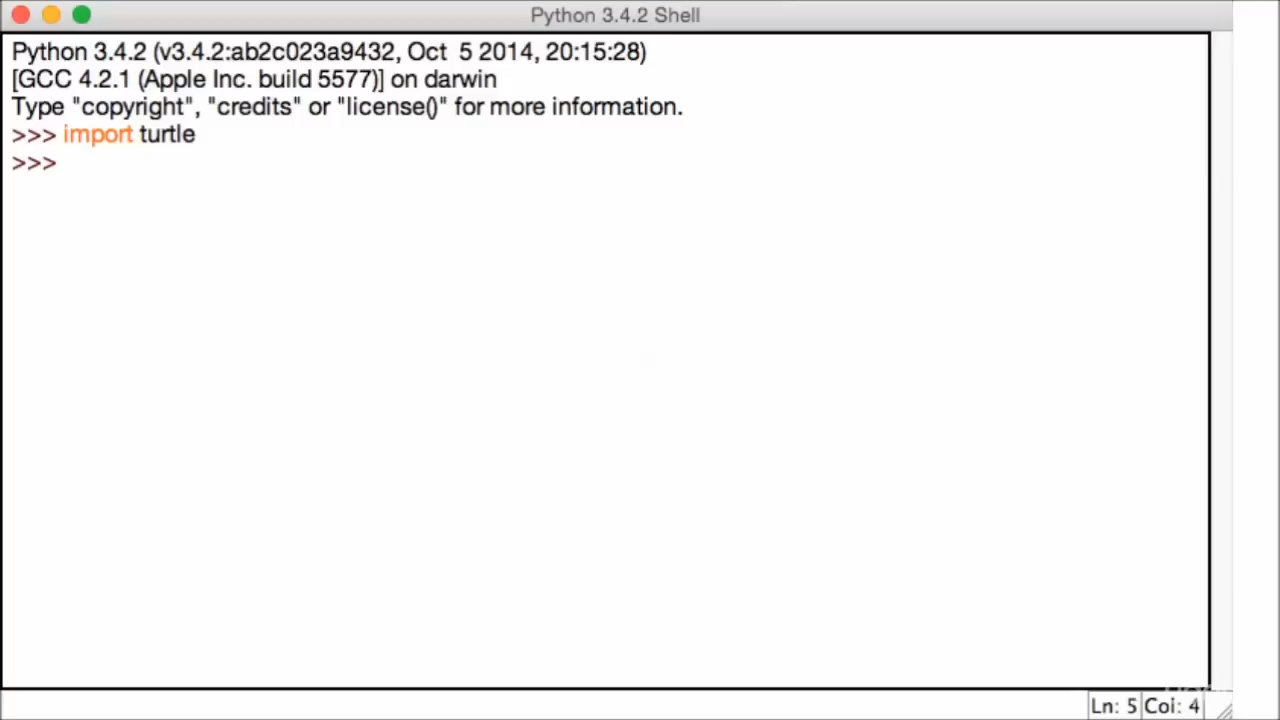 Python 3.4.2 Shell
Python 3.4.2 (v3.4.2:ab2c023a9432, Oct  5 2014, 20:15:28)
[GCC 4.2.1 (Apple Inc. build 5577)] on darwin
Type "copyright", "credits" or "license()" for more information.
>>> import turtle
>>>
Ln: 5 Col: 4